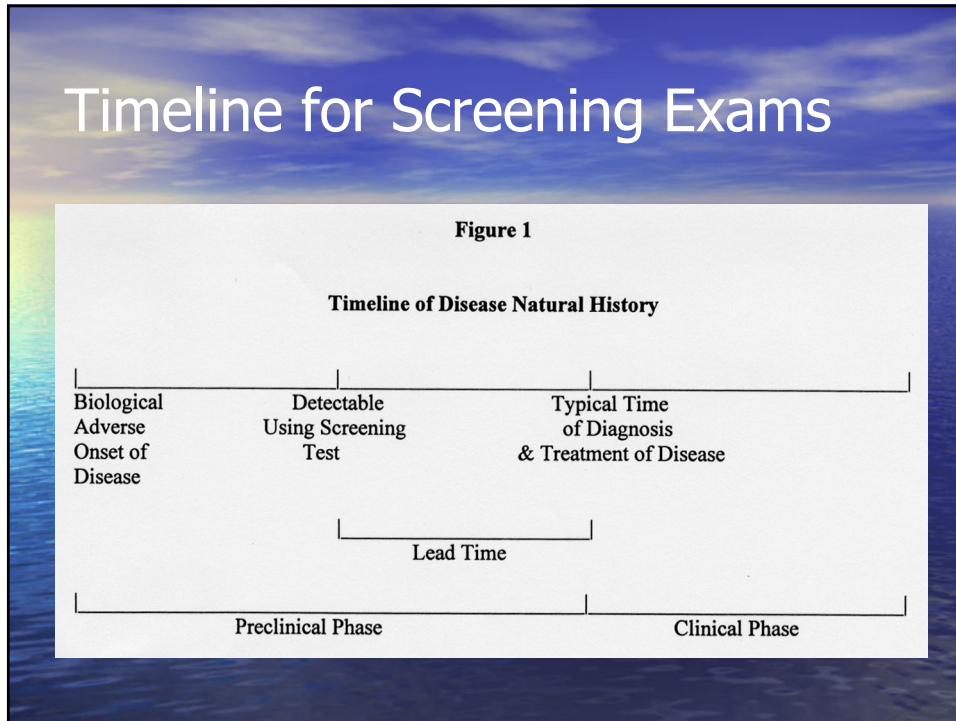 Timeline for Screening Exams
Figure 1
Timeline of Disease Natural History
Biological
Adverse
Onset of
Disease
Detectable
Using Screening
Test
Typical Time
of Diagnosis
& Treatment of Disease
Lead Time
Preclinical Phase
Clinical Phase